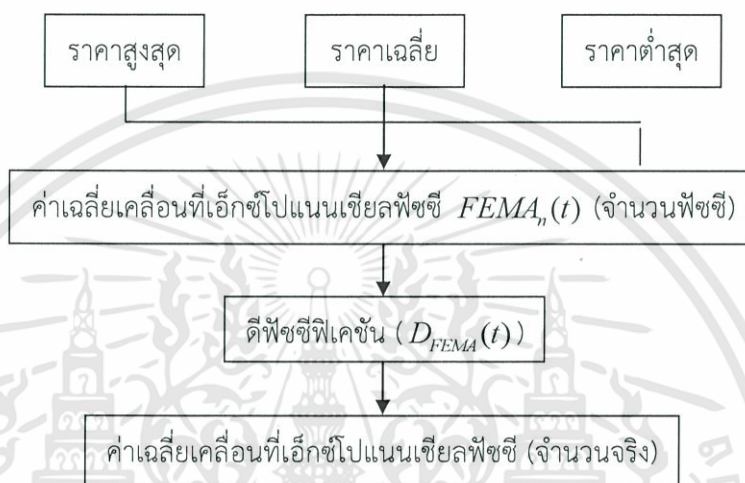 ราคาสูงสุด
ราคาเฉลี่ย
ราคาต่ำสุด
ค่าเฉลี่ยเคลื่อนที่เอ็กซ์โปแนนเชียลฟัซซี FEMA_n(t) (จำนวนฟัซซี)
ดีฟัซซีฟิเคชัน ( D_{FEMA}(t) )
ค่าเฉลี่ยเคลื่อนที่เอ็กซ์โปแนนเชียลฟัซซี (จำนวนจริง)